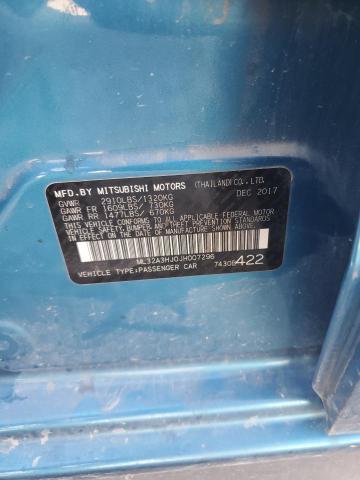 MFD.BY MITSUBISHI MOTORS (THAILAND) CO., LTD.
GVWR 2910LBS/1320KG DEC 2017
GAWR FR 1609LBS/ 730KG
GAWR RR 1477LBS/ 670KG
THIS VEHICLE CONFORMS TO ALL APPLICABLE FEDERAL MOTOR
VEHICLE SAFETY, BUMPER AND THEFT PREVENTION STANDARDS
IN EFFECT ON THE DATE OF MANUFACTURE SHOWN ABOVE.
ML32A3HJ0JH007296
VEHICLE TYPE:PASSENGER CAR 7430B422